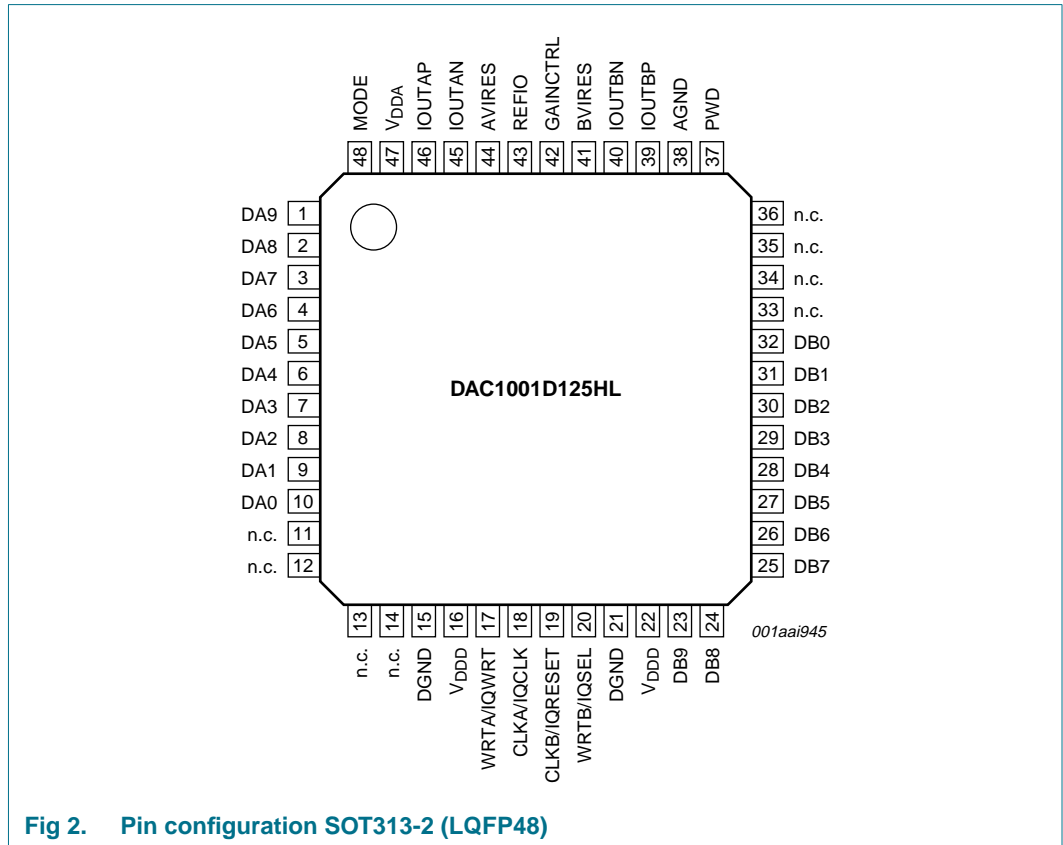 MODE
VDDA
IOUTAP
IOUTAN
AVIRES
REFIO
GAINCTRL
BVIRES
IOUTBN
IOUTBP
AGND
PWD
48
47
46
45
44
43
42
41
40
39
38
37
DA9 1
DA8 2
DA7 3
DA6 4
DA5 5
DA4 6
DA3 7
DA2 8
DA1 9
DA0 10
n.c. 11
n.c. 12
DAC1001D125HL
36 n.c.
35 n.c.
34 n.c.
33 n.c.
32 DB0
31 DB1
30 DB2
29 DB3
28 DB4
27 DB5
26 DB6
25 DB7
13
14
15
16
17
18
19
20
21
22
23
24
n.c.
n.c.
DGND
VDDD
WRTA/IQWRT
CLKA/IQCLK
CLKB/IQRESET
WRTB/IQSEL
DGND
VDDD
DB9
DB8
001aai945
Fig 2. Pin configuration SOT313-2 (LQFP48)